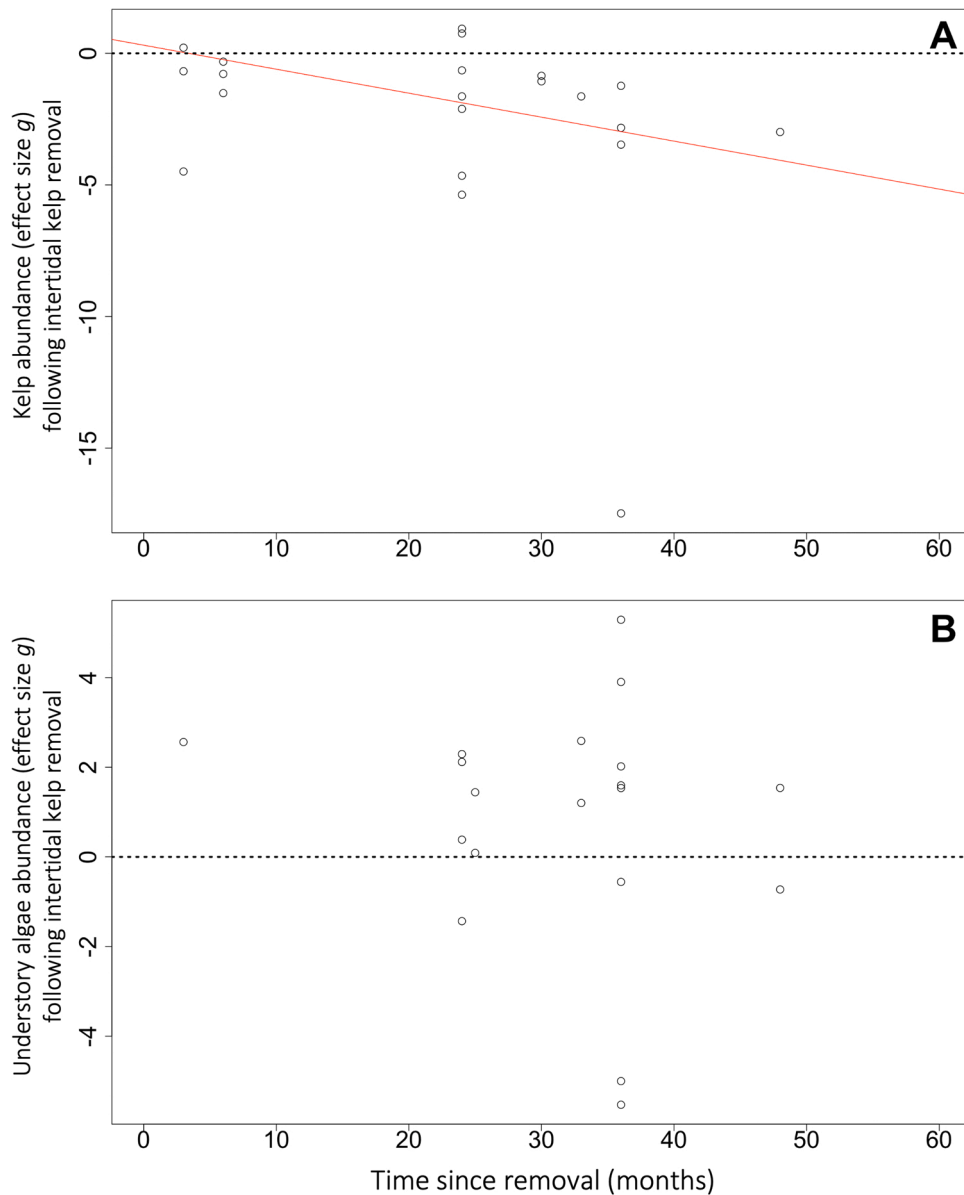 A
Kelp abundance (effect size g)
following intertidal kelp removal
0
-5
-10
-15
0 10 20 30 40 50 60
B
Understory algae abundance (effect size g)
following intertidal kelp removal
4
2
0
-2
-4
0 10 20 30 40 50 60
Time since removal (months)